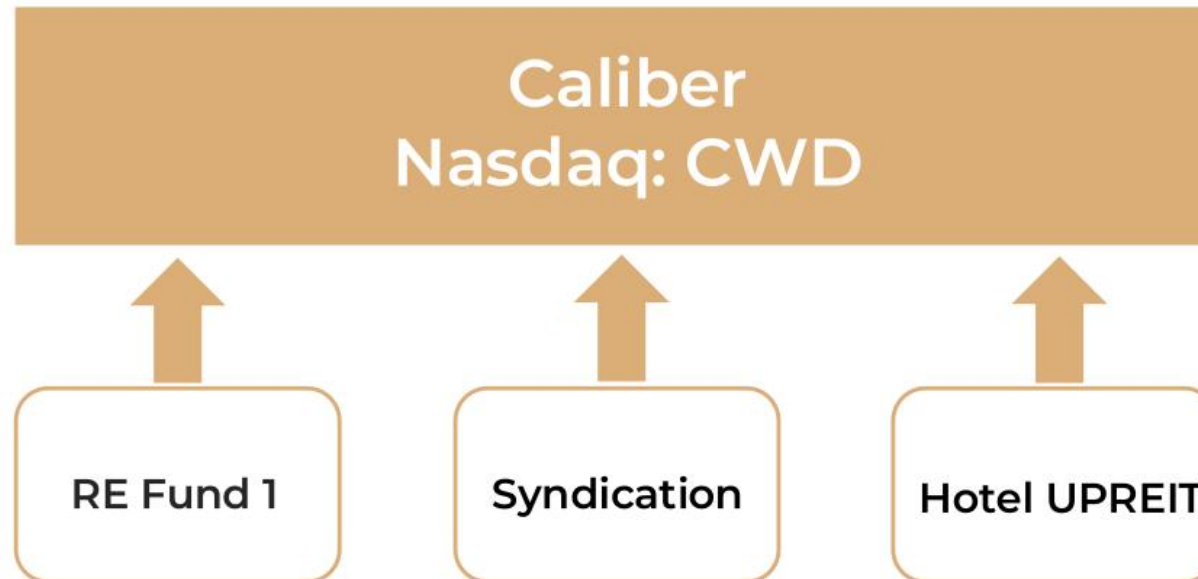 Caliber
Nasdaq: CWD
RE Fund 1
Syndication
Hotel UPREIT